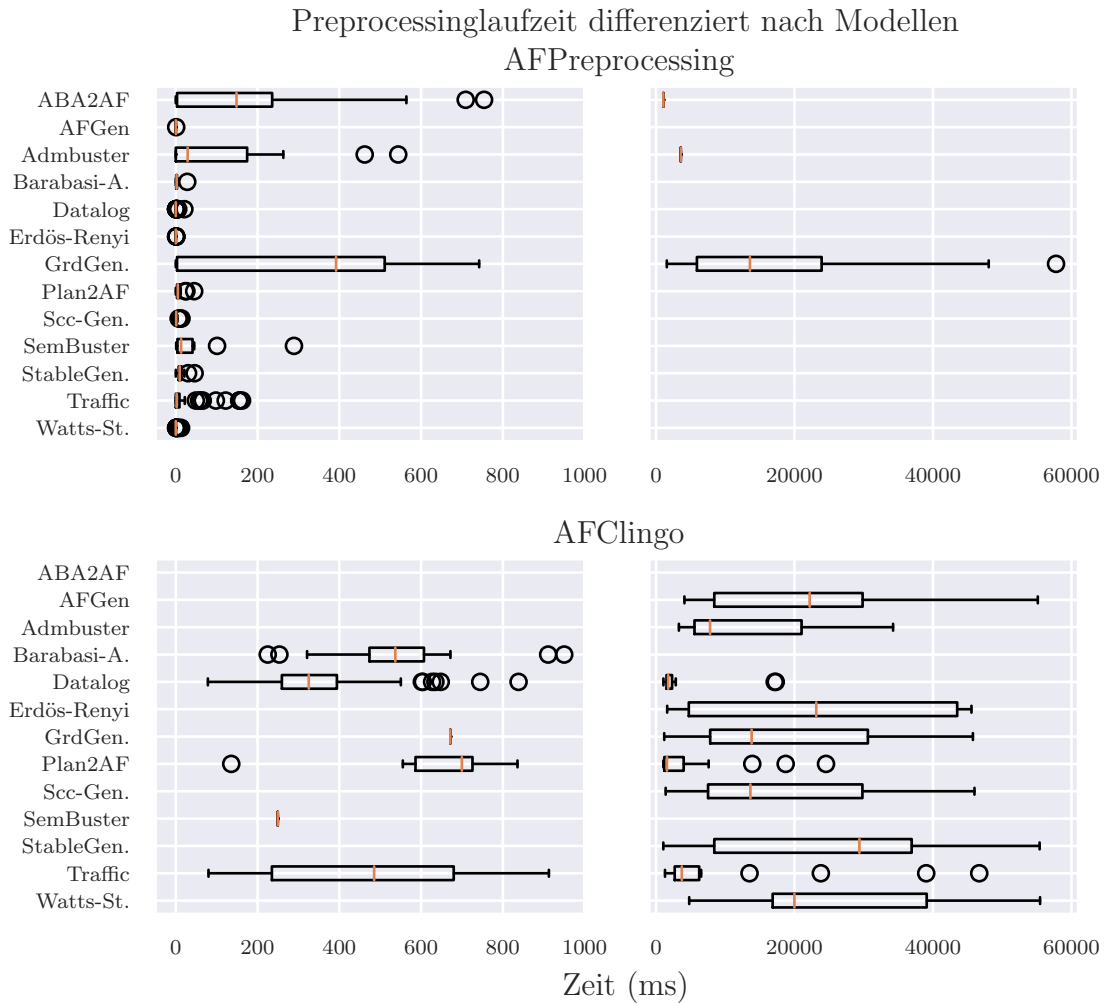 Preprocessinglaufzeit differenziert nach Modellen
AFPreprocessing
ABA2AF
AFGen
Admbuster
Barabasi-A.
Datalog
Erdös-Renyi
GrdGen.
Plan2AF
Scc-Gen.
SemBuster
StableGen.
Traffic
Watts-St.
0 200 400 600 800 1000 0 20000 40000 60000
AFClingo
ABA2AF
AFGen
Admbuster
Barabasi-A.
Datalog
Erdös-Renyi
GrdGen.
Plan2AF
Scc-Gen.
SemBuster
StableGen.
Traffic
Watts-St.
0 200 400 600 800 1000 0 20000 40000 60000
Zeit (ms)